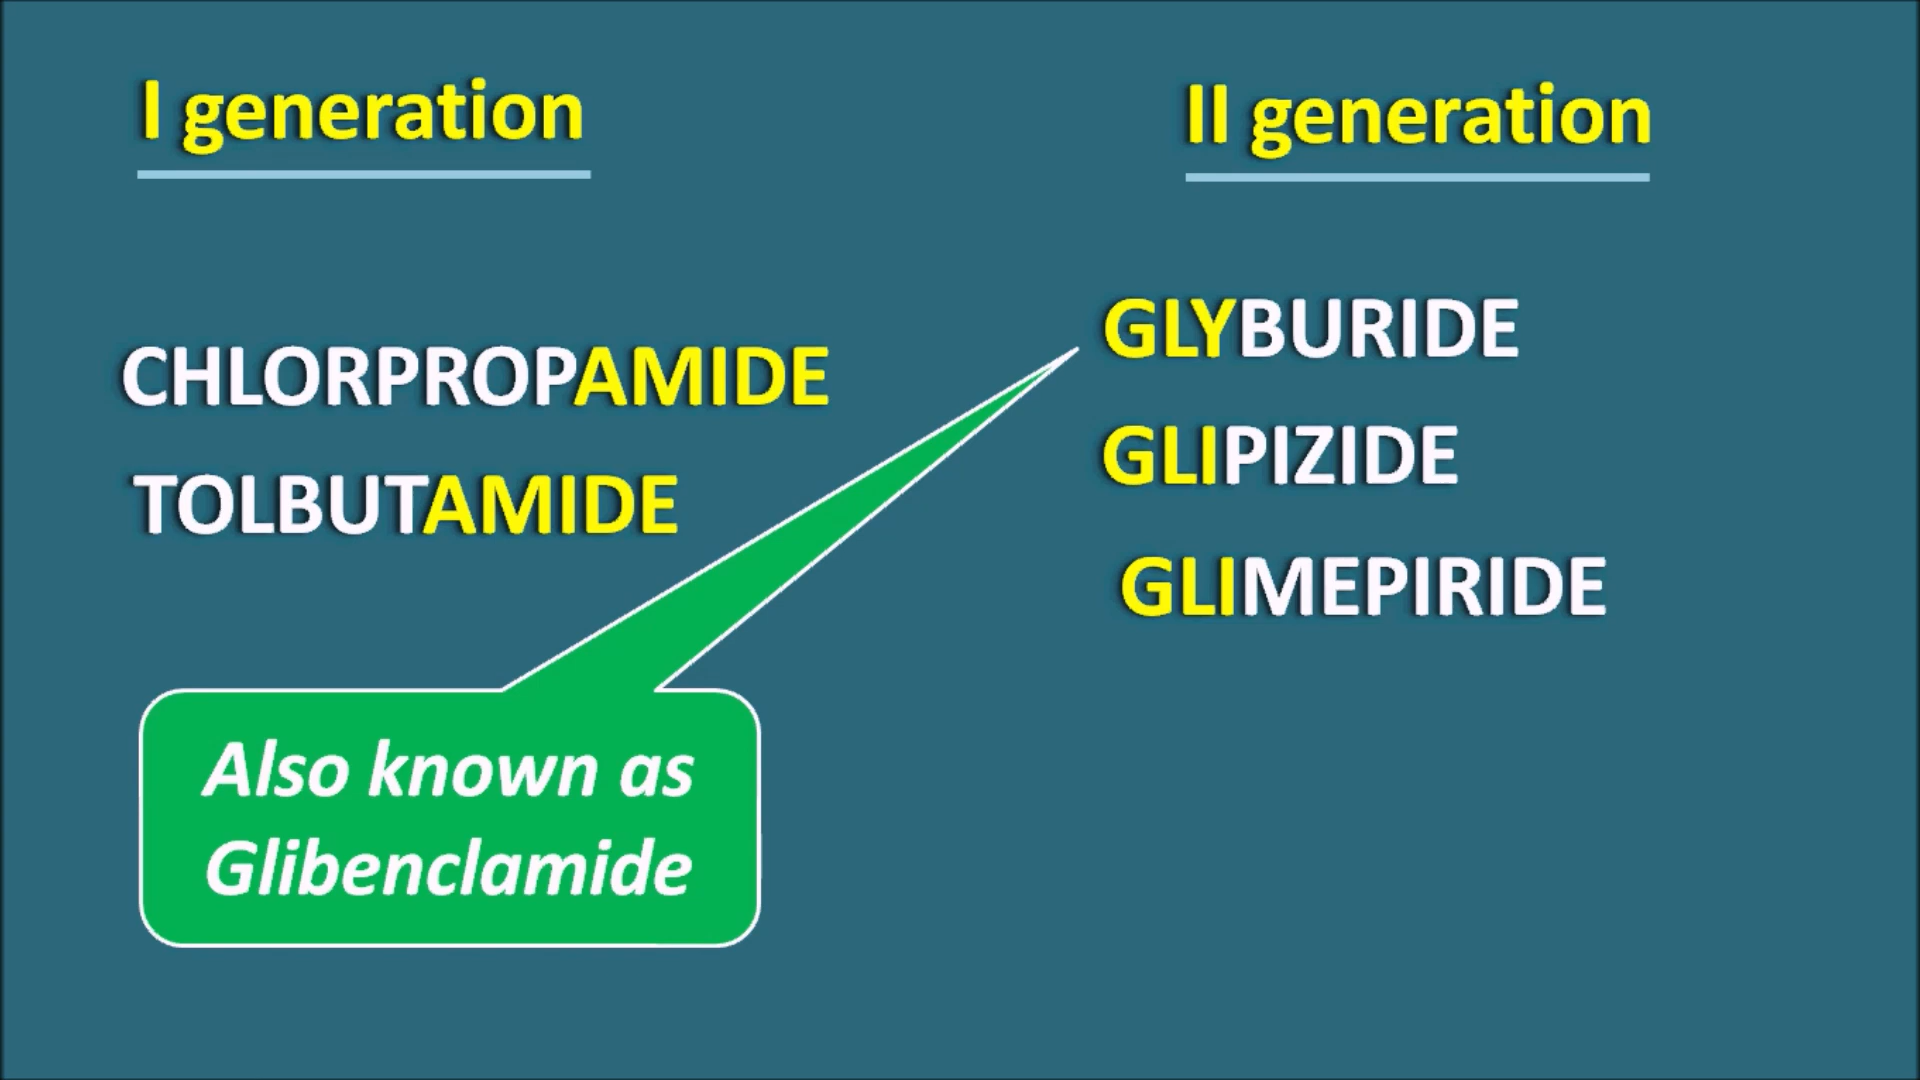 I generation
CHLORPROPAMIDE
TOLBUTAMIDE
Also known as
Glibenclamide
II generation
GLYBURIDE
GLIPIZIDE
GLIMEPIRIDE